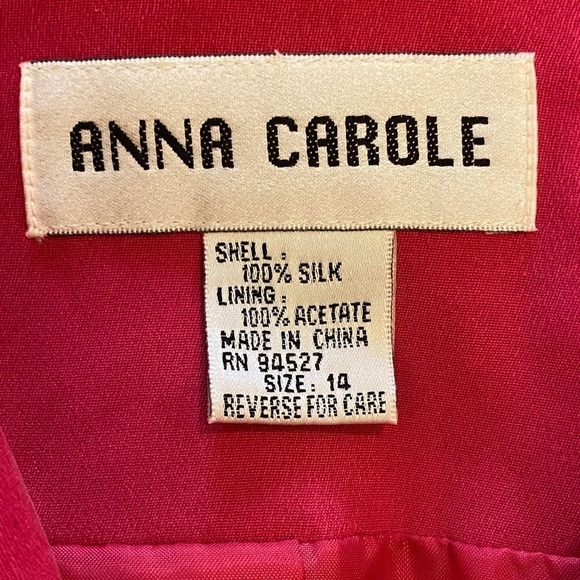 ANNA CAROLE
SHELL :
100% SILK
LINING :
100% ACETATE
MADE IN CHINA
RN 94527
SIZE: 14
REVERSE FOR CARE